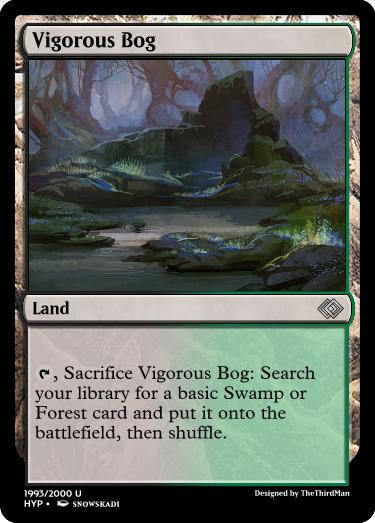 Vigorous Bog
Land
, Sacrifice Vigorous Bog: Search
your library for a basic Swamp or
Forest card and put it onto the
battlefield, then shuffle.
1993/2000 U
Designed by TheThirdMan
HYP • SNOWSKADI